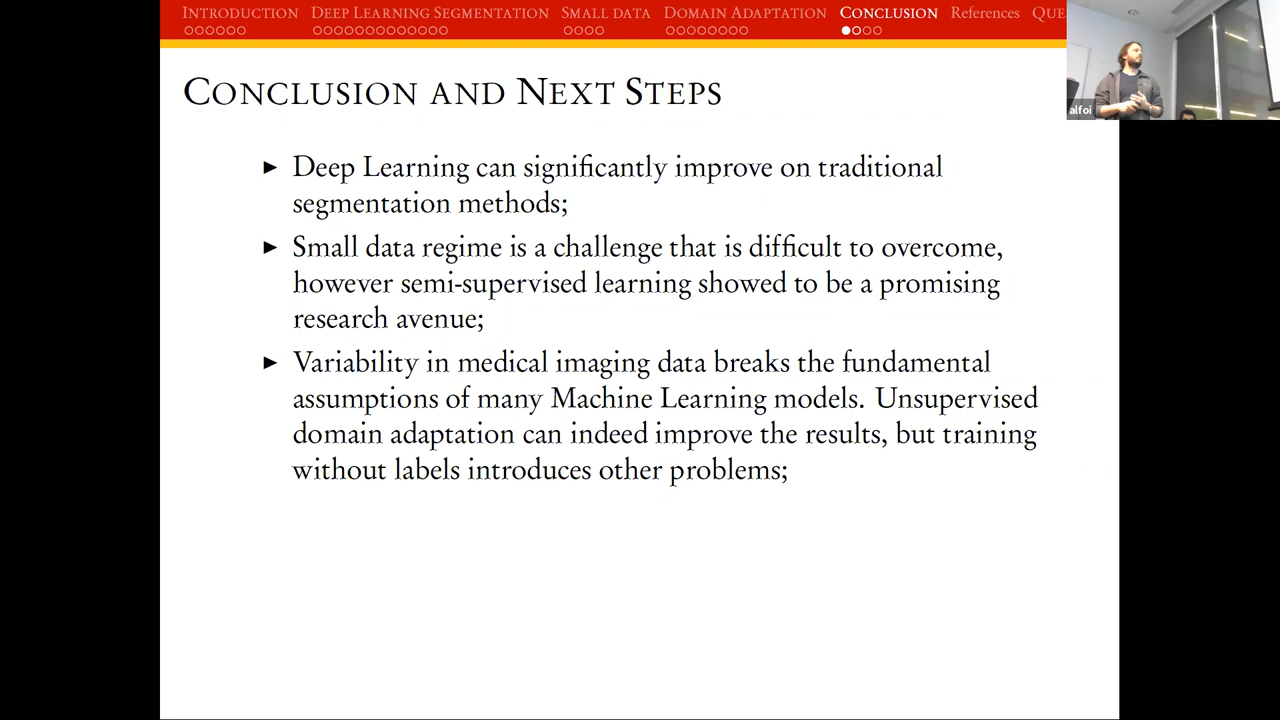 INTRODUCTION DEEP LEARNING SEGMENTATION SMALL DATA DOMAIN ADAPTATION CONCLUSION References QUE
alfoi
CONCLUSION AND NEXT STEPS
► Deep Learning can significantly improve on traditional
segmentation methods;
► Small data regime is a challenge that is difficult to overcome,
however semi-supervised learning showed to be a promising
research avenue;
► Variability in medical imaging data breaks the fundamental
assumptions of many Machine Learning models. Unsupervised
domain adaptation can indeed improve the results, but training
without labels introduces other problems;